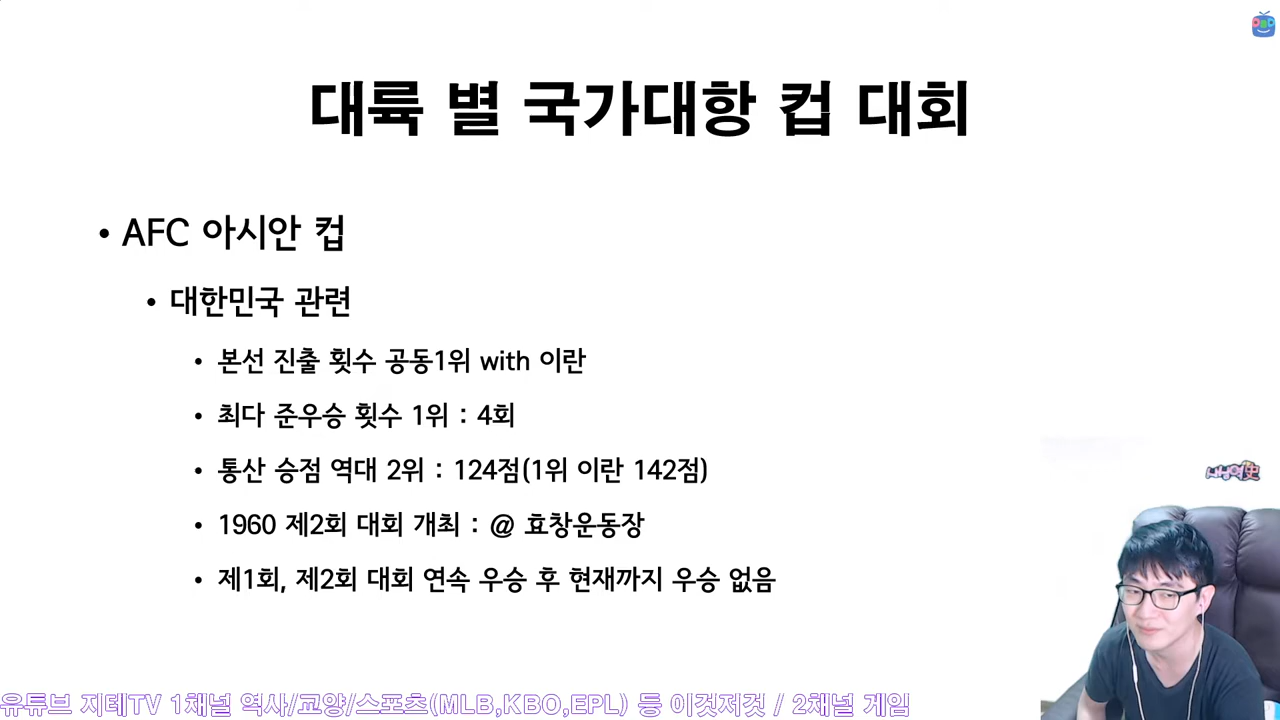 대륙 별 국가대항 컵 대회
• AFC 아시안 컵
• 대한민국 관련
• 본선 진출 횟수 공동1위 with 이란
• 최다 준우승 횟수 1위 : 4회
• 통산 승점 역대 2위 : 124점(1위 이란 142점)
• 1960 제2회 대회 개최 : @ 효창운동장
• 제1회, 제2회 대회 연속 우승 후 현재까지 우승 없음
유튜브 지테TV 1채널 역사/교양/스포츠(MLB,KBO,EPL) 등 이것저것 / 2채널 게임